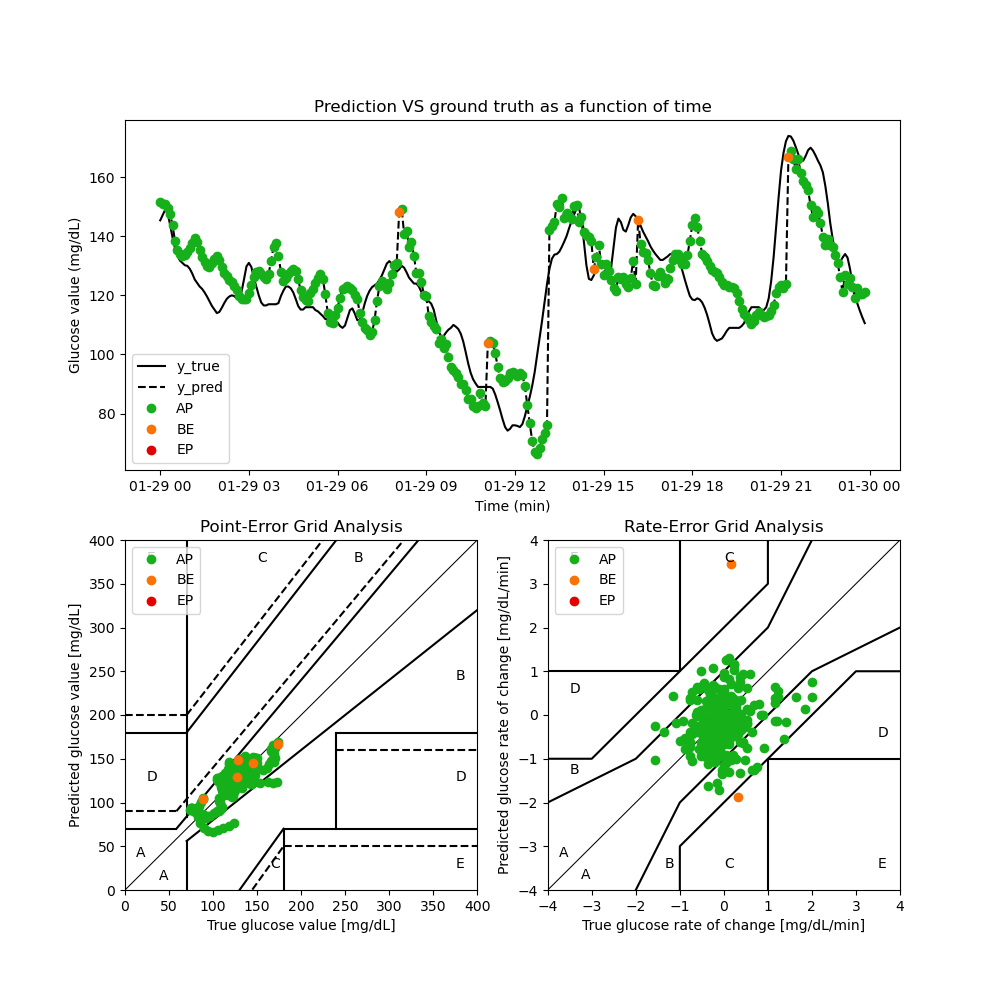 Prediction VS ground truth as a function of time
Glucose value (mg/dL)
160
140
120
100
80
y_true
y_pred
AP
BE
EP
01-29 00 01-29 03 01-29 06 01-29 09 01-29 12 01-29 15 01-29 18 01-29 21 01-30 00
Time (min)
Point-Error Grid Analysis
Predicted glucose value [mg/dL]
400
350
300
250
200
150
100
50
0
AP
BE
EP
C
B
B
D
D
A
A
C
E
0 50 100 150 200 250 300 350 400
True glucose value [mg/dL]
Rate-Error Grid Analysis
Predicted glucose rate of change [mg/dL/min]
4
3
2
1
0
−1
−2
−3
−4
AP
BE
EP
C
D
D
B
A
A
B
C
E
−4 −3 −2 −1 0 1 2 3 4
True glucose rate of change [mg/dL/min]